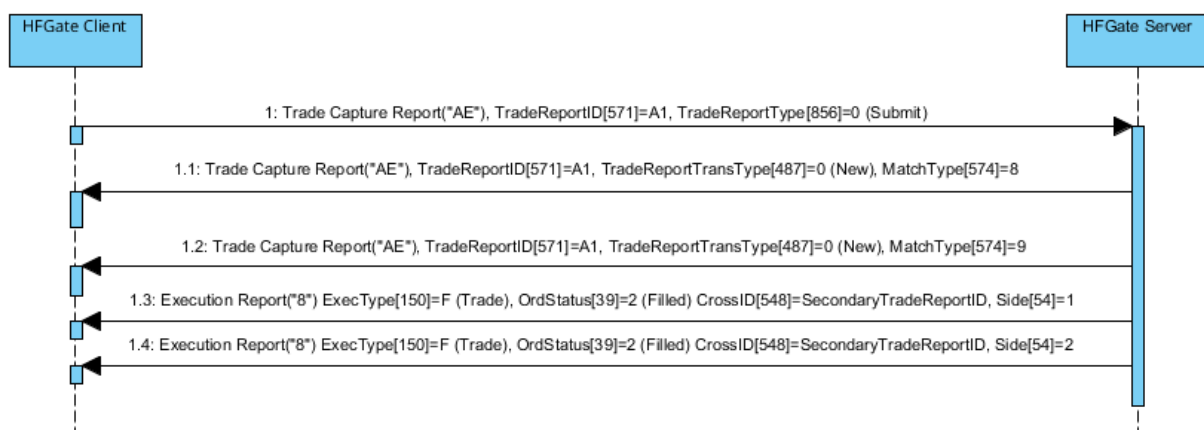 HFGate Client
HFGate Server
1: Trade Capture Report("AE"), TradeReportID[571]=A1, TradeReportType[856]=0 (Submit)
1.1: Trade Capture Report("AE"), TradeReportID[571]=A1, TradeReportTransType[487]=0 (New), MatchType[574]=8
1.2: Trade Capture Report("AE"), TradeReportID[571]=A1, TradeReportTransType[487]=0 (New), MatchType[574]=9
1.3: Execution Report("8") ExecType[150]=F (Trade), OrdStatus[39]=2 (Filled) CrossID[548]=SecondaryTradeReportID, Side[54]=1
1.4: Execution Report("8") ExecType[150]=F (Trade), OrdStatus[39]=2 (Filled) CrossID[548]=SecondaryTradeReportID, Side[54]=2